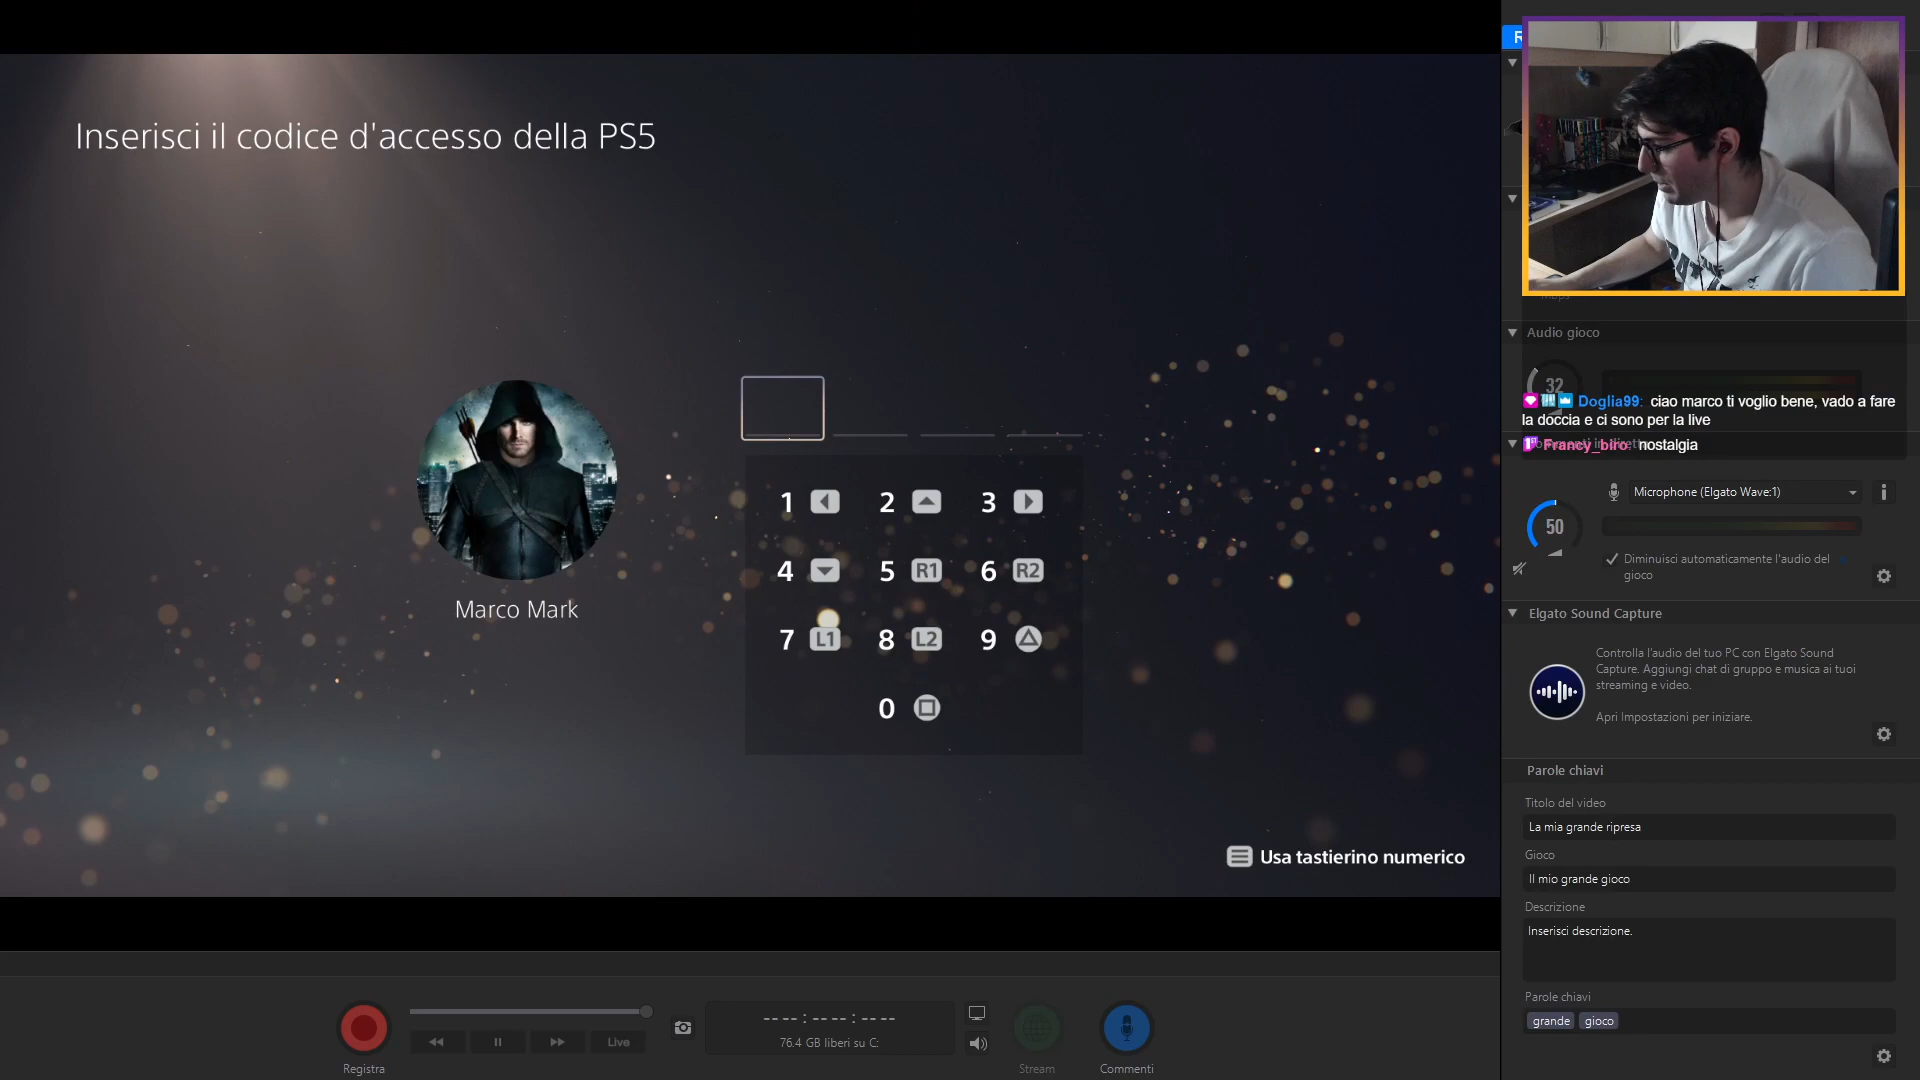 Inserisci il codice d'accesso della PS5
Marco Mark
1 2 3
4 5 R1 6 R2
7 L1 8 L2 9
0
Usa tastierino numerico
Audio gioco
32
Doglia99: ciao marco ti voglio bene, vado a fare
la doccia e ci sono per la live
Francy_biro: nostalgia
Microphone (Elgato Wave:1)
50
Diminuisci automaticamente l'audio del
gioco
Elgato Sound Capture
Controlla l'audio del tuo PC con Elgato Sound
Capture. Aggiungi chat di gruppo e musica ai tuoi
streaming e video.
Apri Impostazioni per iniziare.
Parole chiavi
Titolo del video
La mia grande ripresa
Gioco
Il mio grande gioco
Descrizione
Inserisci descrizione.
Parole chiavi
grande gioco
Live
-- -- : -- -- : -- --
76.4 GB liberi su C:
Registra
Stream
Commenti